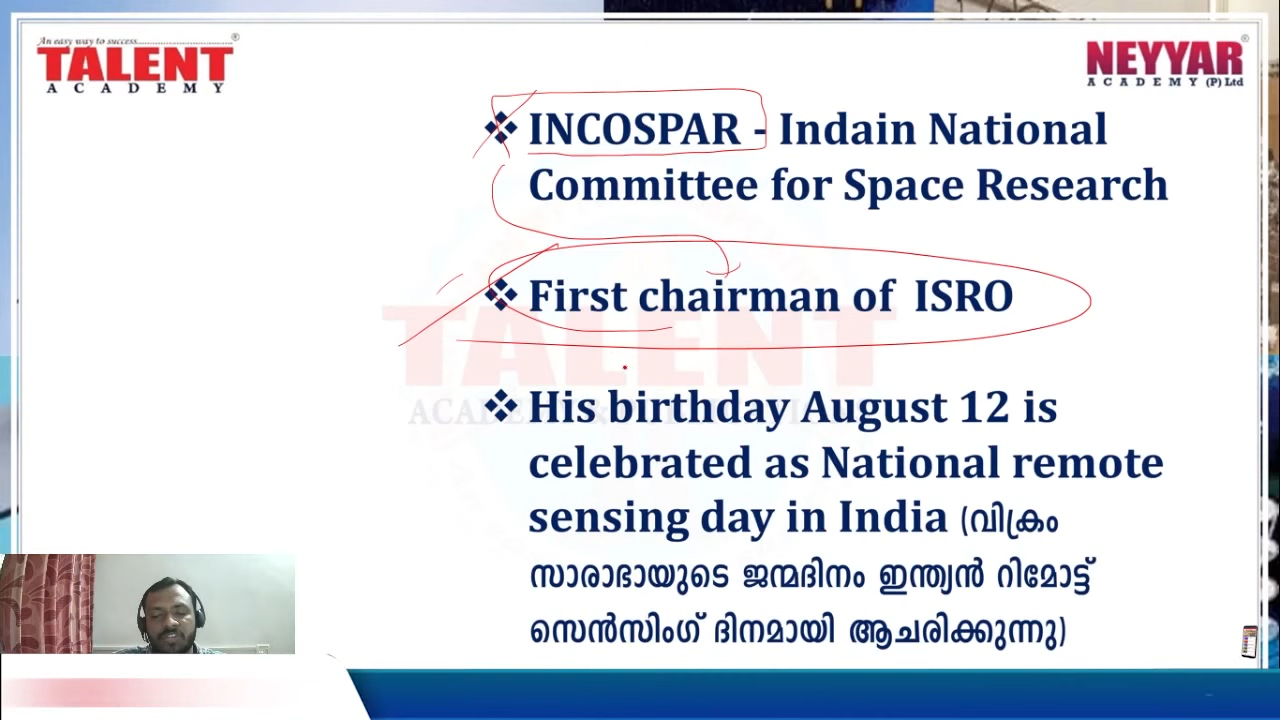 An easy way to success
TALENT
ACADEMY
NEYYAR
ACADEMY (P) Ltd
INCOSPAR - Indain National
Committee for Space Research
First chairman of ISRO
His birthday August 12 is
celebrated as National remote
sensing day in India (വിക്രം
സാരാഭായുടെ ജന്മദിനം ഇന്ത്യൻ റിമോട്ട്
സെൻസിംഗ് ദിനമായി ആചരിക്കുന്നു)
TALENT